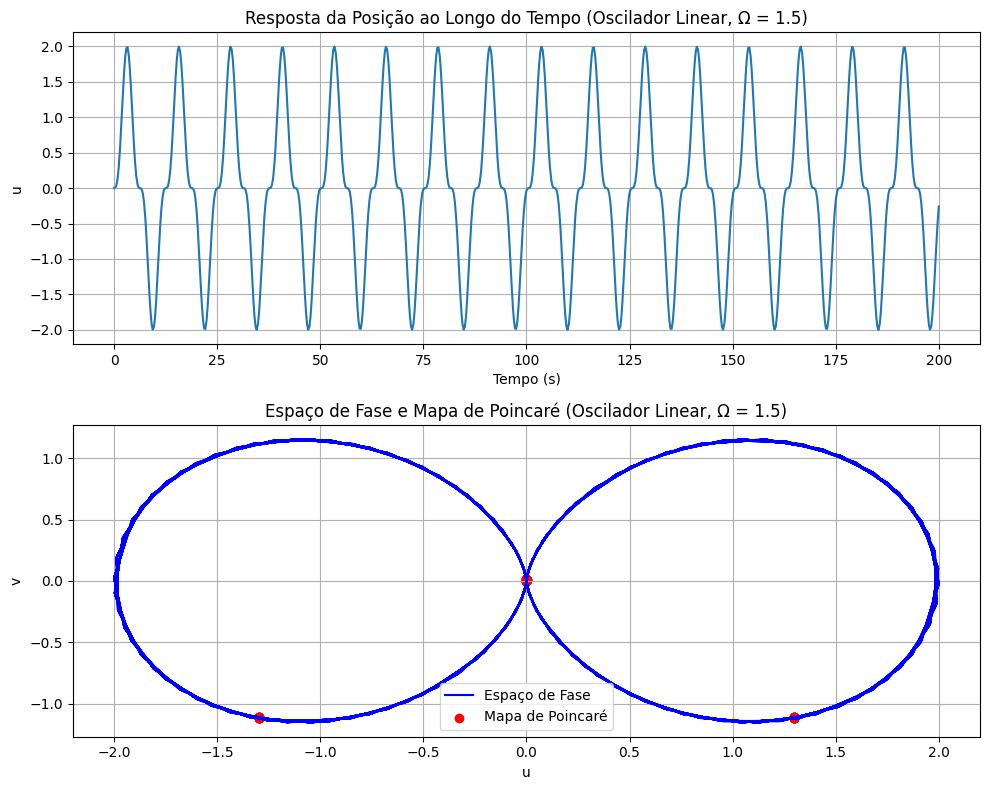 Resposta da Posição ao Longo do Tempo (Oscilador Linear, Ω = 1.5)
2.0
1.5
1.0
0.5
0.0
−0.5
−1.0
−1.5
−2.0
u
0 25 50 75 100 125 150 175 200
Tempo (s)
Espaço de Fase e Mapa de Poincaré (Oscilador Linear, Ω = 1.5)
1.0
0.5
0.0
−0.5
−1.0
v
Espaço de Fase
Mapa de Poincaré
−2.0 −1.5 −1.0 −0.5 0.0 0.5 1.0 1.5 2.0
u